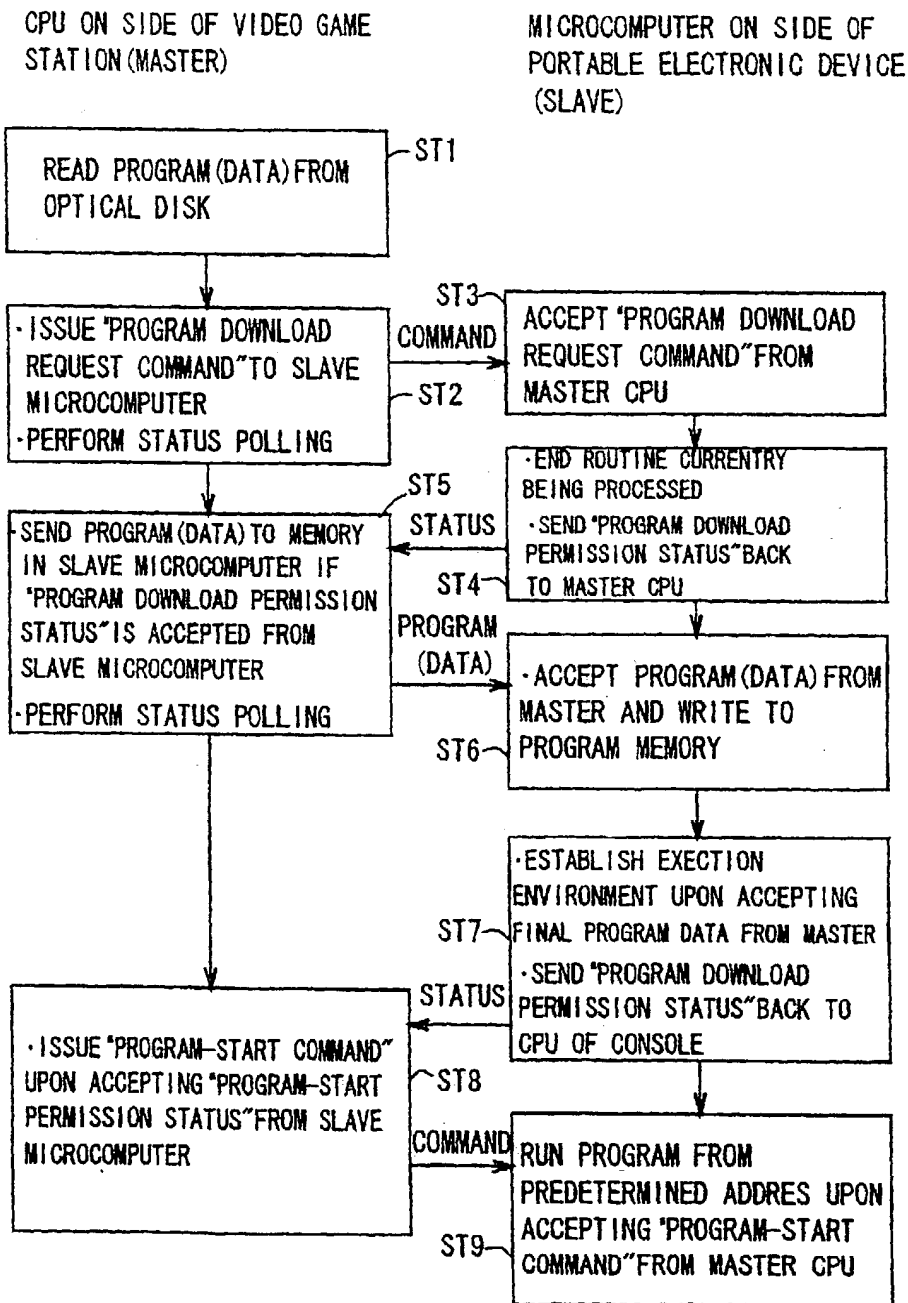 CPU ON SIDE OF VIDEO GAME
STATION(MASTER)
MICROCOMPUTER ON SIDE OF
PORTABLE ELECTRONIC DEVICE
(SLAVE)
ST1
READ PROGRAM(DATA)FROM
OPTICAL DISK
·ISSUE "PROGRAM DOWNLOAD
REQUEST COMMAND"TO SLAVE
MICROCOMPUTER
·PERFORM STATUS POLLING
ST2
COMMAND
ST3
ACCEPT "PROGRAM DOWNLOAD
REQUEST COMMAND"FROM
MASTER CPU
·END ROUTINE CURRENTRY
BEING PROCESSED
·SEND "PROGRAM DOWNLOAD
PERMISSION STATUS"BACK
TO MASTER CPU
ST4
STATUS
ST5
·SEND PROGRAM(DATA)TO MEMORY
IN SLAVE MICROCOMPUTER IF
"PROGRAM DOWNLOAD PERMISSION
STATUS"IS ACCEPTED FROM
SLAVE MICROCOMPUTER
·PERFORM STATUS POLLING
PROGRAM
(DATA)
·ACCEPT PROGRAM(DATA)FROM
MASTER AND WRITE TO
PROGRAM MEMORY
ST6
·ESTABLISH EXECTION
ENVIRONMENT UPON ACCEPTING
FINAL PROGRAM DATA FROM MASTER
·SEND "PROGRAM DOWNLOAD
PERMISSION STATUS"BACK TO
CPU OF CONSOLE
ST7
STATUS
·ISSUE "PROGRAM-START COMMAND"
UPON ACCEPTING "PROGRAM-START
PERMISSION STATUS"FROM SLAVE
MICROCOMPUTER
ST8
COMMAND
RUN PROGRAM FROM
PREDETERMINED ADDRES UPON
ACCEPTING "PROGRAM-START
COMMAND"FROM MASTER CPU
ST9